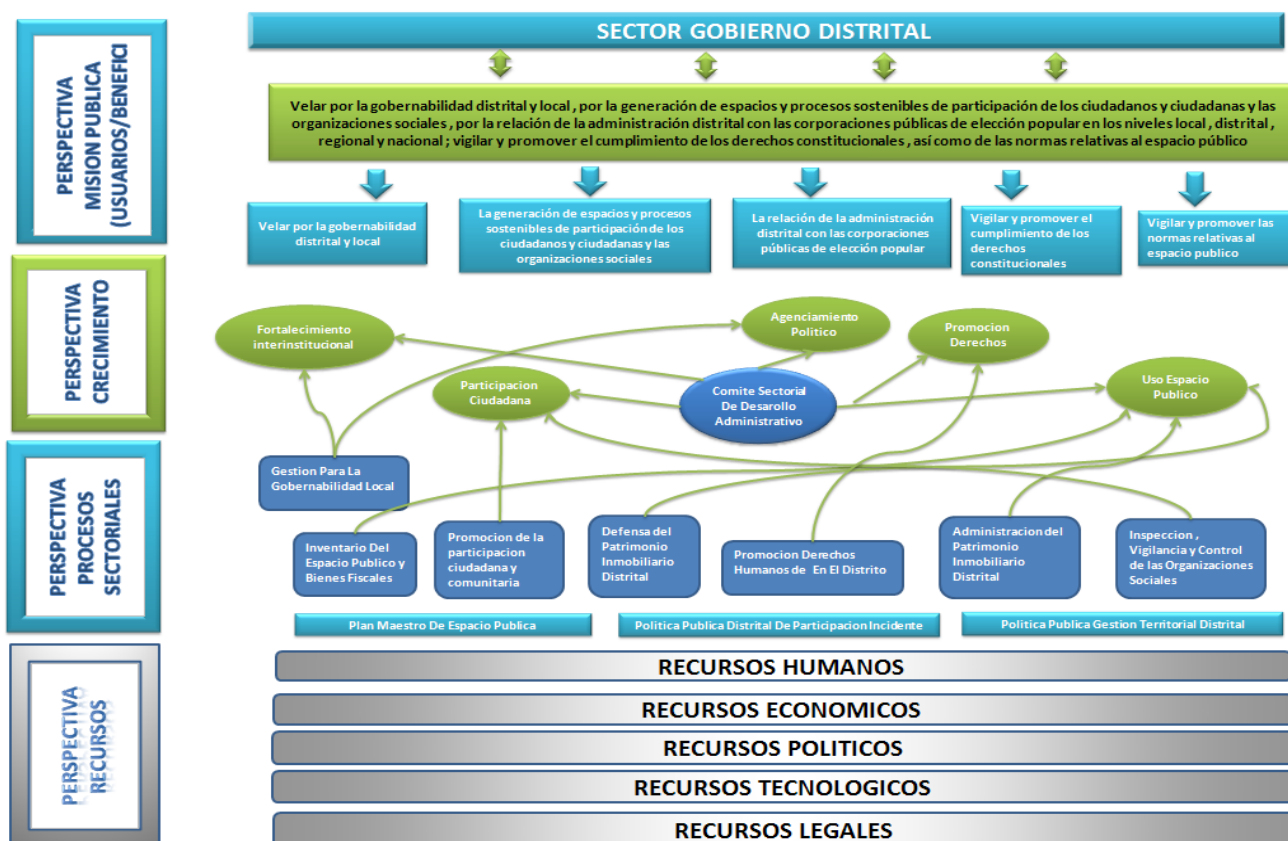 SECTOR GOBIERNO DISTRITAL
PERSPECTIVA
MISION PUBLICA
(USUARIOS/BENEFICI
Velar por la gobernabilidad distrital y local , por la generación de espacios y procesos sostenibles de participación de los ciudadanos y ciudadanas y las
organizaciones sociales , por la relación de la administración distrital con las corporaciones públicas de elección popular en los niveles local , distrital ,
regional y nacional ; vigilar y promover el cumplimiento de los derechos constitucionales , así como de las normas relativas al espacio público
Velar por la gobernabilidad
distrital y local
La generación de espacios y procesos
sostenibles de participación de los
ciudadanos y ciudadanas y las
organizaciones sociales
La relación de la administración
distrital con las corporaciones
públicas de elección popular
Vigilar y promover el
cumplimiento de los
derechos
constitucionales
Vigilar y promover las
normas relativas al
espacio publico
PERSPECTIVA
CRECIMIENTO
Fortalecimiento
interinstitucional
Agenciamiento
Politico
Promocion
Derechos
Participacion
Ciudadana
Comite Sectorial
De Desarollo
Administrativo
Uso Espacio
Publico
PERSPECTIVA
PROCESOS
SECTORIALES
Gestion Para La
Gobernabilidad Local
Inventario Del
Espacio Publico y
Bienes Fiscales
Promocion de la
participacion
ciudadana y
comunitaria
Defensa del
Patrimonio
Inmobiliario
Distrital
Promocion Derechos
Humanos de En El Distrito
Administracion del
Patrimonio
Inmobiliario
Distrital
Inspeccion ,
Vigilancia y Control
de las Organizaciones
Sociales
Plan Maestro De Espacio Publica
Politica Publica Distrital De Participacion Incidente
Politica Publica Gestion Territorial Distrital
PERSPECTIVA
RECURSOS
RECURSOS HUMANOS
RECURSOS ECONOMICOS
RECURSOS POLITICOS
RECURSOS TECNOLOGICOS
RECURSOS LEGALES